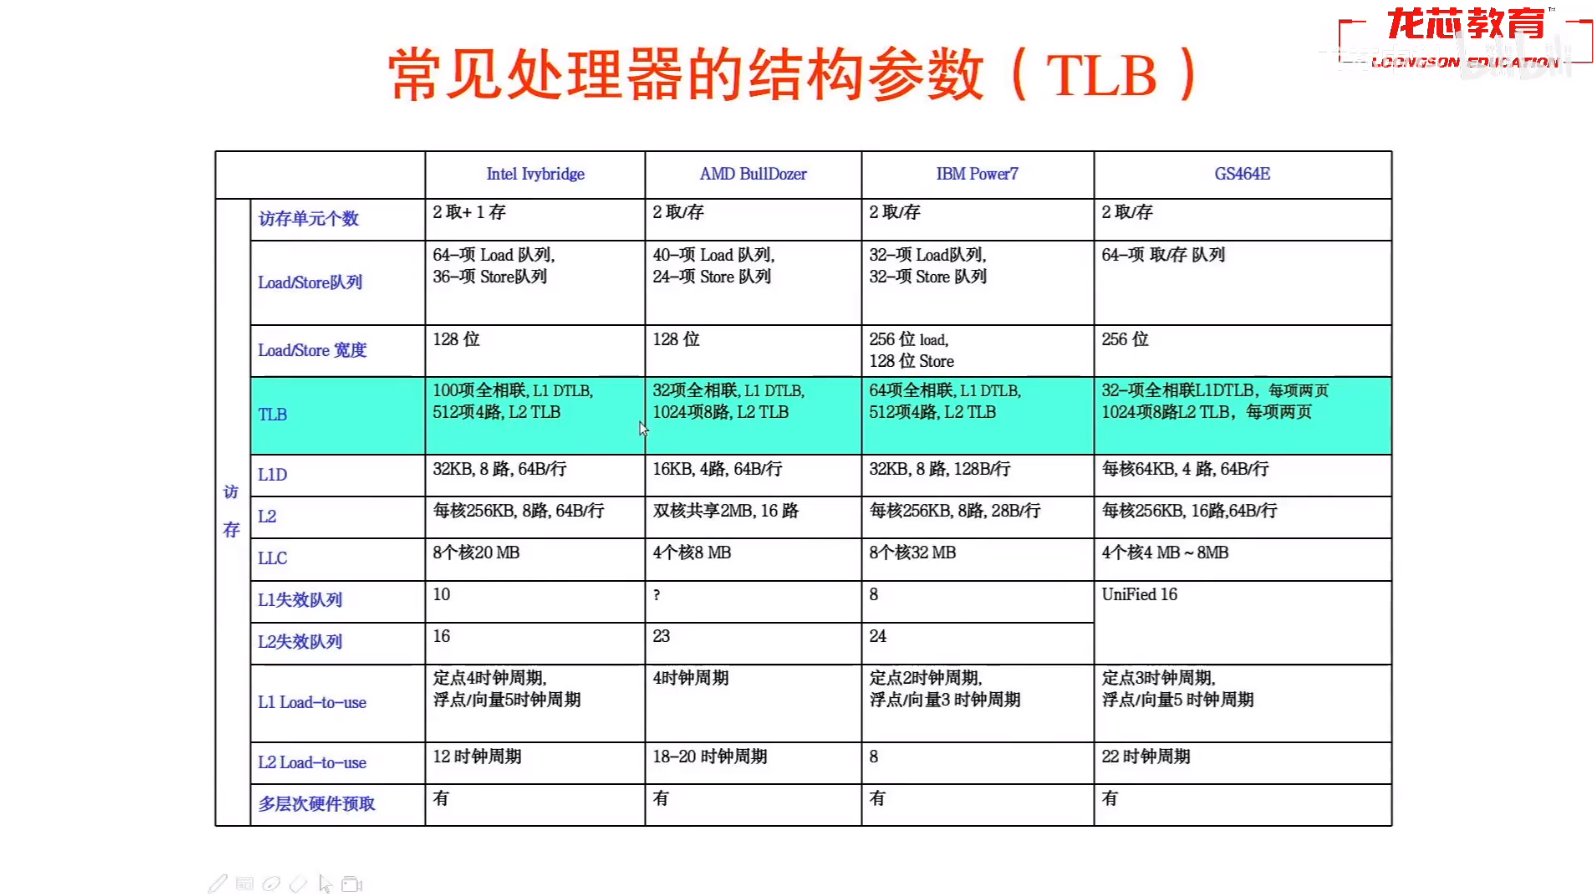 龙芯教育
LOONGSON EDUCATION
常见处理器的结构参数（TLB）
Intel Ivybridge
AMD BullDozer
IBM Power7
GS464E
访存
访存单元个数
2 取+ 1 存
2 取/存
2 取/存
2 取/存
Load/Store队列
64-项 Load 队列,
36-项 Store队列
40-项 Load 队列,
24-项 Store 队列
32-项 Load队列,
32-项 Store 队列
64-项 取/存 队列
Load/Store 宽度
128 位
128 位
256 位 load,
128 位 Store
256 位
TLB
100项全相联, L1 DTLB,
512项4路, L2 TLB
32项全相联, L1 DTLB,
1024项8路, L2 TLB
64项全相联, L1 DTLB,
512项4路, L2 TLB
32-项全相联L1DTLB，每项两页
1024项8路L2 TLB，每项两页
L1D
32KB, 8 路, 64B/行
16KB, 4路, 64B/行
32KB, 8 路, 128B/行
每核64KB, 4 路, 64B/行
L2
每核256KB, 8路, 64B/行
双核共享2MB, 16 路
每核256KB, 8路, 28B/行
每核256KB, 16路,64B/行
LLC
8个核20 MB
4个核8 MB
8个核32 MB
4个核4 MB ~ 8MB
L1失效队列
10
?
8
UniFied 16
L2失效队列
16
23
24
L1 Load-to-use
定点4时钟周期,
浮点/向量5时钟周期
4时钟周期
定点2时钟周期,
浮点/向量3 时钟周期
定点3时钟周期,
浮点/向量5 时钟周期
L2 Load-to-use
12 时钟周期
18-20 时钟周期
8
22 时钟周期
多层次硬件预取
有
有
有
有